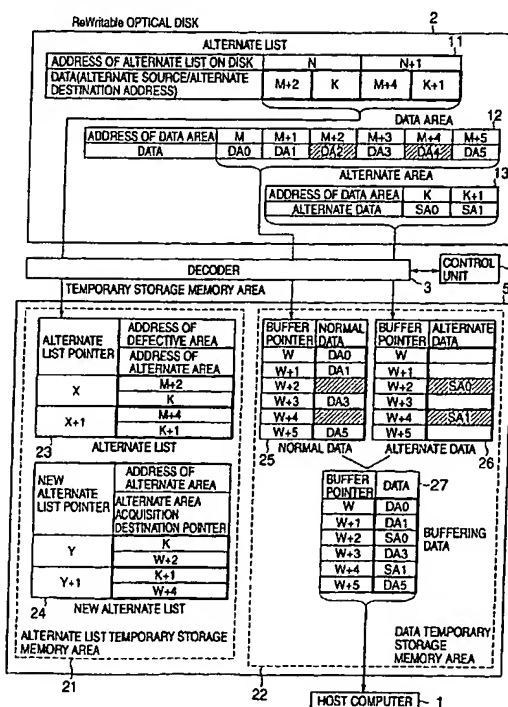 ReWritable OPTICAL DISK
2
ALTERNATE LIST
11
ADDRESS OF ALTERNATE LIST ON DISK N N+1
DATA(ALTERNATE SOURCE/ALTERNATE DESTINATION ADDRESS) M+2 K M+4 K+1
DATA AREA
12
ADDRESS OF DATA AREA M M+1 M+2 M+3 M+4 M+5
DATA DA0 DA1 DA2 DA3 DA4 DA5
ALTERNATE AREA
13
ADDRESS OF DATA AREA K K+1
ALTERNATE DATA SA0 SA1
DECODER
3
CONTROL UNIT
TEMPORARY STORAGE MEMORY AREA
5
ALTERNATE LIST POINTER
ADDRESS OF DEFECTIVE AREA
ADDRESS OF ALTERNATE AREA
X M+2
K
X+1 M+4
K+1
23
ALTERNATE LIST
NEW ALTERNATE LIST POINTER
ADDRESS OF ALTERNATE AREA
ALTERNATE AREA ACQUISITION DESTINATION POINTER
Y K
W+2
Y+1 K+1
W+4
24
NEW ALTERNATE LIST
ALTERNATE LIST TEMPORARY STORAGE MEMORY AREA
21
BUFFER POINTER NORMAL DATA
W DA0
W+1 DA1
W+2
W+3 DA3
W+4
W+5 DA5
25
NORMAL DATA
BUFFER POINTER ALTERNATE DATA
W
W+1
W+2 SA0
W+3
W+4 SA1
W+5
26
ALTERNATE DATA
BUFFER POINTER DATA
27
W DA0
W+1 DA1
W+2 SA0
W+3 DA3
W+4 SA1
W+5 DA5
BUFFERING DATA
DATA TEMPORARY STORAGE MEMORY AREA
22
HOST COMPUTER
1